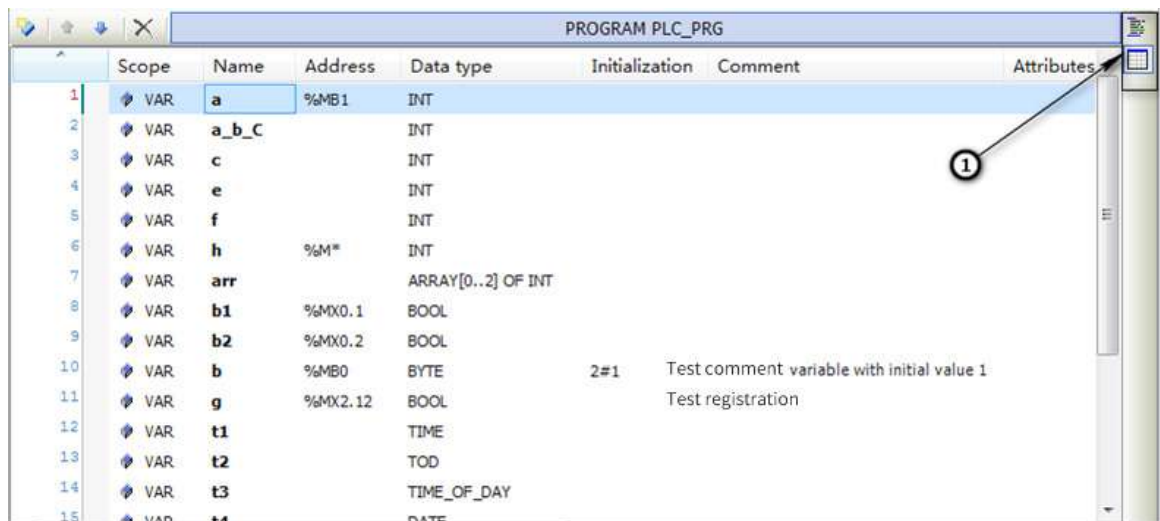 PROGRAM PLC_PRG
Scope Name Address Data type Initialization Comment Attributes
1 VAR a %MB1 INT
2 VAR a_b_C INT
3 VAR c INT
1
4 VAR e INT
5 VAR f INT
6 VAR h %M* INT
7 VAR arr ARRAY[0..2] OF INT
8 VAR b1 %MX0.1 BOOL
9 VAR b2 %MX0.2 BOOL
10 VAR b %MB0 BYTE 2#1 Test comment variable with initial value 1
11 VAR g %MX2.12 BOOL Test registration
12 VAR t1 TIME
13 VAR t2 TOD
14 VAR t3 TIME_OF_DAY
15 VAR t4 DATE